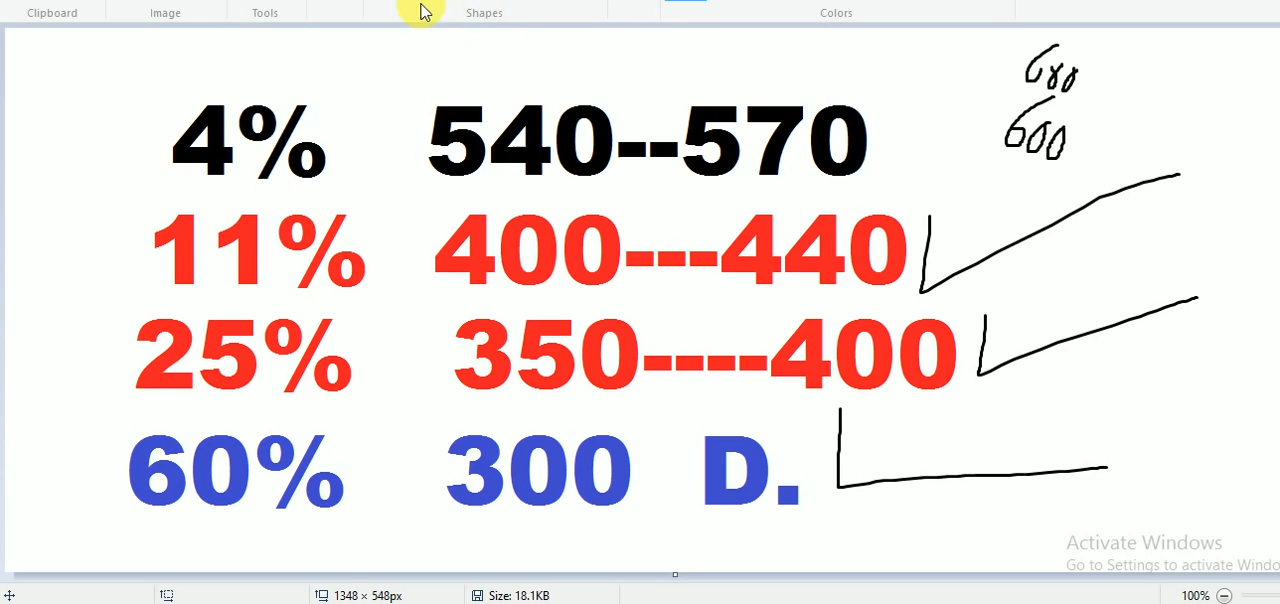 Clipboard Image Tools Shapes Colors
600
4% 540--570
11% 400---440
25% 350----400
60% 300 D.
Activate Windows
Go to Settings to activate Windo
1348 × 548px Size: 18.1KB 100%